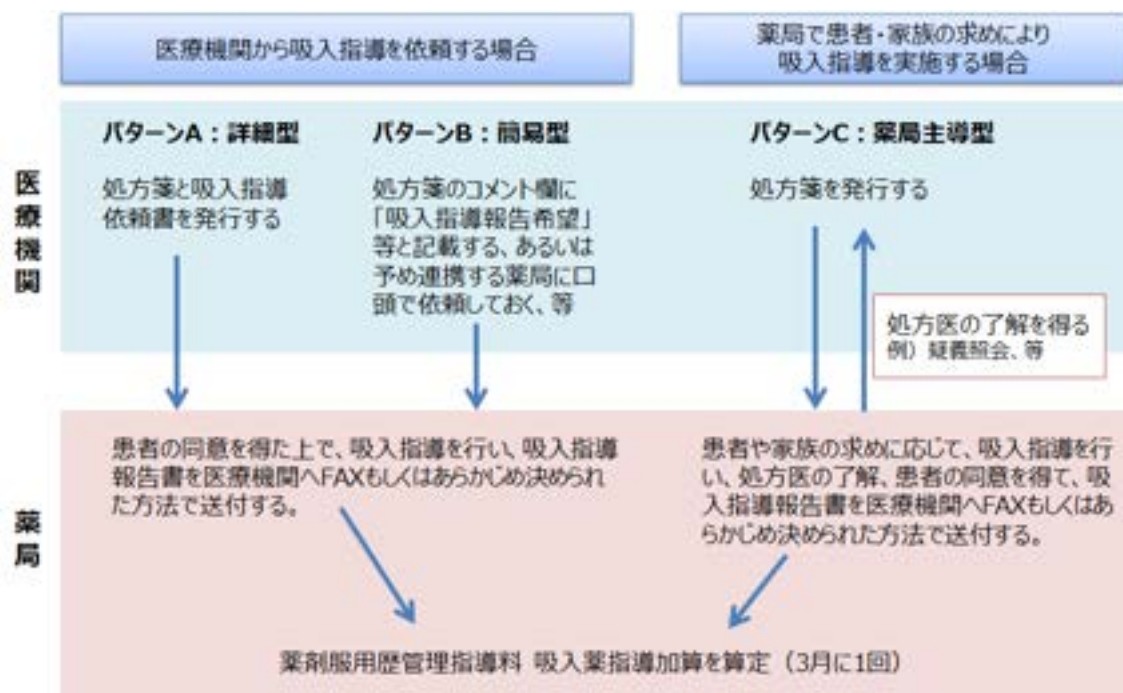 医療機関から吸入指導を依頼する場合
薬局で患者・家族の求めにより
吸入指導を実施する場合
医療機関
パターンA：詳細型
処方箋と吸入指導
依頼書を発行する
パターンB：簡易型
処方箋のコメント欄に
「吸入指導報告希望」
等と記載する、あるいは
予め連携する薬局に口
頭で依頼しておく、等
パターンC：薬局主導型
処方箋を発行する
処方医の了解を得る
例）疑義照会、等
薬局
患者の同意を得た上で、吸入指導を行い、吸入指導
報告書を医療機関へFAXもしくはあらかじめ決められ
た方法で送付する。
患者や家族の求めに応じて、吸入指導を行
い、処方医の了解、患者の同意を得て、吸
入指導報告書を医療機関へFAXもしくはあ
らかじめ決められた方法で送付する。
薬剤服用歴管理指導料 吸入薬指導加算を算定（3月に1回）